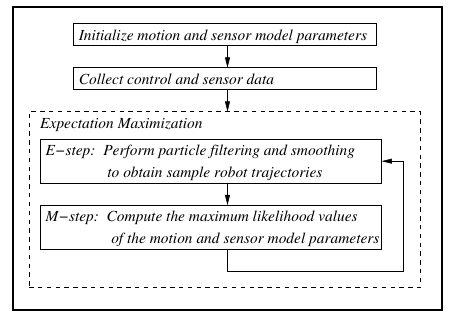 Initialize motion and sensor model parameters
Collect control and sensor data
Expectation Maximization
E−step: Perform particle filtering and smoothing
to obtain sample robot trajectories
M−step: Compute the maximum likelihood values
of the motion and sensor model parameters